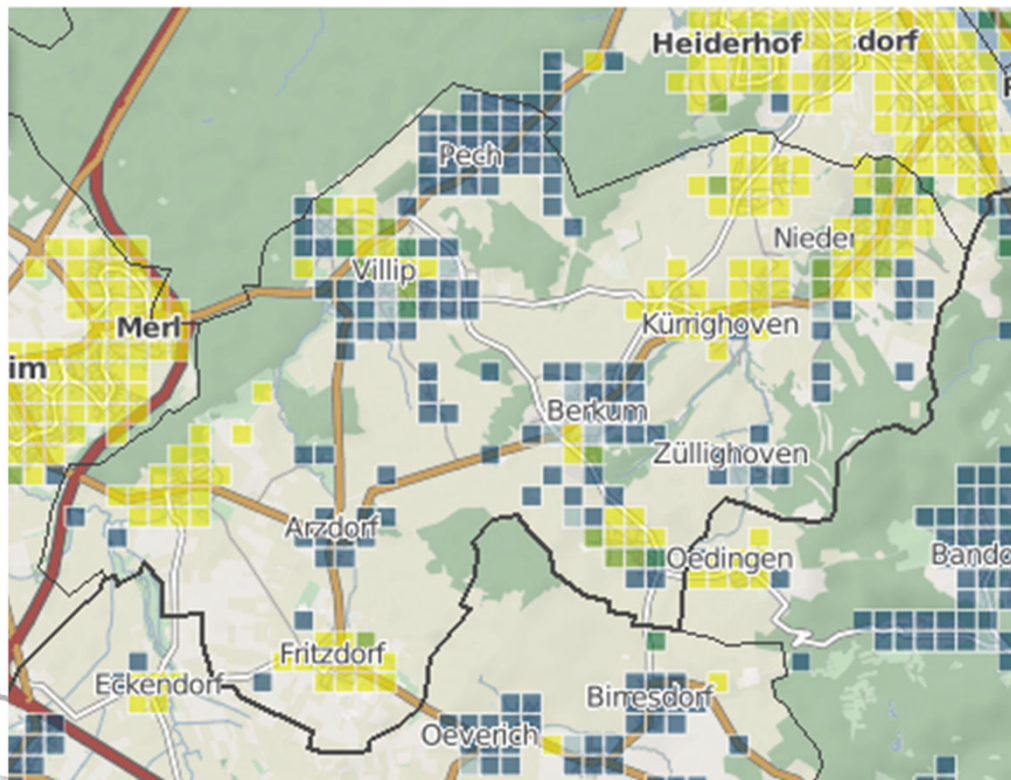 Heiderhof
dorf
Pech
Nieder
Villip
Merl
Kürrighoven
im
Berkum
Züllighoven
Arzdorf
Oedingen
Bando
Fritzdorf
Eckendorf
Birresdorf
Oeverich